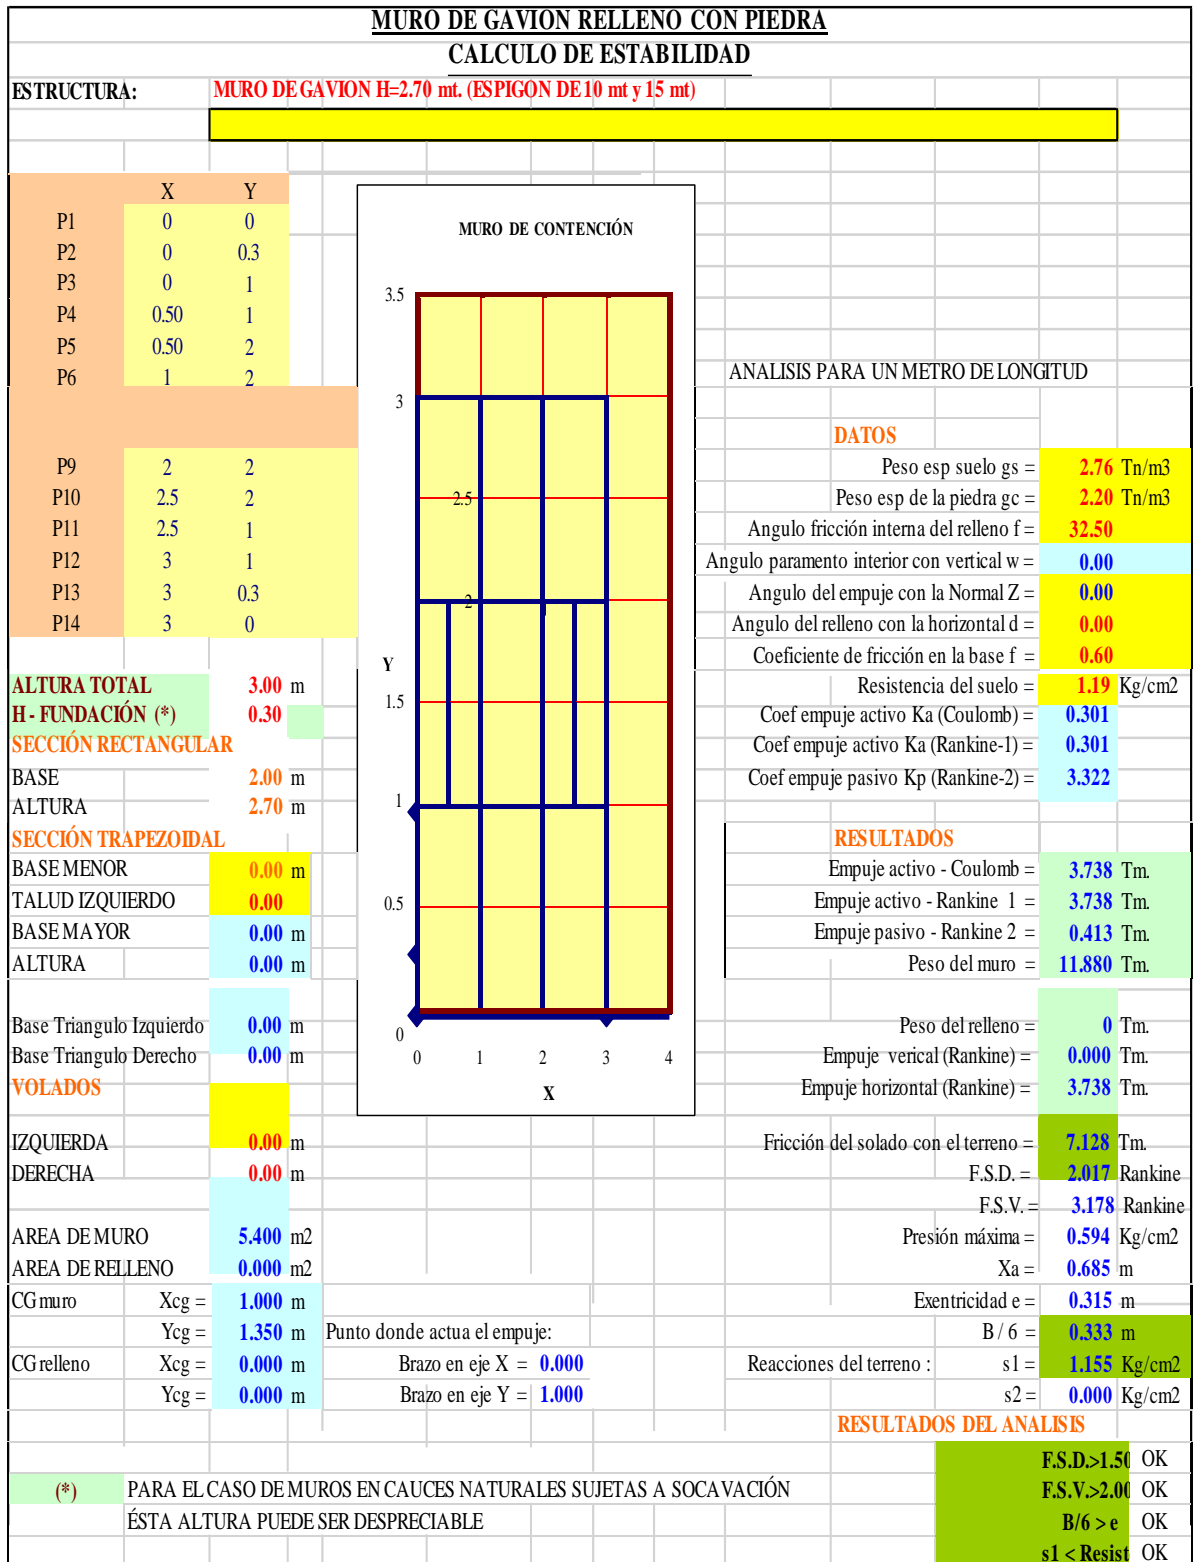 MURO DE GAVION RELLENO CON PIEDRA
CALCULO DE ESTABILIDAD
ESTRUCTURA: MURO DE GAVION H=2.70 mt. (ESPIGON DE 10 mt y 15 mt)
X Y
P1 0 0
P2 0 0.3
P3 0 1
P4 0.50 1
P5 0.50 2
P6 1 2
P9 2 2
P10 2.5 2
P11 2.5 1
P12 3 1
P13 3 0.3
P14 3 0
MURO DE CONTENCIÓN
3.5
3
2.5
2
Y
1.5
1
0.5
0
0 1 2 3 4
X
ANALISIS PARA UN METRO DE LONGITUD
DATOS
Peso esp suelo gs = 2.76 Tn/m3
Peso esp de la piedra gc = 2.20 Tn/m3
Angulo fricción interna del relleno f = 32.50
Angulo paramento interior con vertical w = 0.00
Angulo del empuje con la Normal Z = 0.00
Angulo del relleno con la horizontal d = 0.00
Coeficiente de fricción en la base f = 0.60
Resistencia del suelo = 1.19 Kg/cm2
Coef empuje activo Ka (Coulomb) = 0.301
Coef empuje activo Ka (Rankine-1) = 0.301
Coef empuje pasivo Kp (Rankine-2) = 3.322
ALTURA TOTAL 3.00 m
H - FUNDACIÓN (*) 0.30
SECCIÓN RECTANGULAR
BASE 2.00 m
ALTURA 2.70 m
SECCIÓN TRAPEZOIDAL
BASE MENOR 0.00 m
TALUD IZQUIERDO 0.00
BASE MAYOR 0.00 m
ALTURA 0.00 m
Base Triangulo Izquierdo 0.00 m
Base Triangulo Derecho 0.00 m
VOLADOS
IZQUIERDA 0.00 m
DERECHA 0.00 m
AREA DE MURO 5.400 m2
AREA DE RELLENO 0.000 m2
CG muro Xcg = 1.000 m
Ycg = 1.350 m
CG relleno Xcg = 0.000 m
Ycg = 0.000 m
Punto donde actua el empuje:
Brazo en eje X = 0.000
Brazo en eje Y = 1.000
RESULTADOS
Empuje activo - Coulomb = 3.738 Tm.
Empuje activo - Rankine 1 = 3.738 Tm.
Empuje pasivo - Rankine 2 = 0.413 Tm.
Peso del muro = 11.880 Tm.
Peso del relleno = 0 Tm.
Empuje verical (Rankine) = 0.000 Tm.
Empuje horizontal (Rankine) = 3.738 Tm.
Fricción del solado con el terreno = 7.128 Tm.
F.S.D. = 2.017 Rankine
F.S.V. = 3.178 Rankine
Presión máxima = 0.594 Kg/cm2
Xa = 0.685 m
Exentricidad e = 0.315 m
B / 6 = 0.333 m
Reacciones del terreno : s1 = 1.155 Kg/cm2
s2 = 0.000 Kg/cm2
RESULTADOS DEL ANALISIS
F.S.D.>1.50 OK
F.S.V.>2.00 OK
B/6 > e OK
s1 < Resist OK
(*) PARA EL CASO DE MUROS EN CAUCES NATURALES SUJETAS A SOCAVACIÓN
ÉSTA ALTURA PUEDE SER DESPRECIABLE